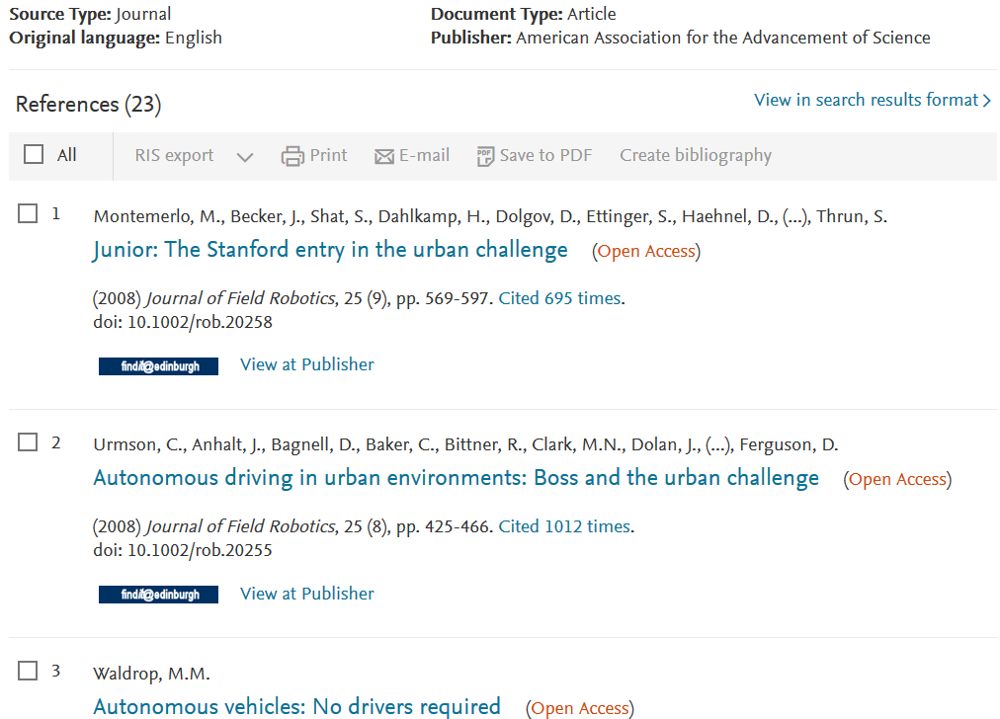 Source Type: Journal Document Type: Article
Original language: English Publisher: American Association for the Advancement of Science
References (23) View in search results format
All RIS export Print E-mail PDF Save to PDF Create bibliography
1 Montemerlo, M., Becker, J., Shat, S., Dahlkamp, H., Dolgov, D., Ettinger, S., Haehnel, D., (...), Thrun, S.
Junior: The Stanford entry in the urban challenge (Open Access)
(2008) Journal of Field Robotics, 25 (9), pp. 569-597. Cited 695 times.
doi: 10.1002/rob.20258
find/it@edinburgh View at Publisher
2 Urmson, C., Anhalt, J., Bagnell, D., Baker, C., Bittner, R., Clark, M.N., Dolan, J., (...), Ferguson, D.
Autonomous driving in urban environments: Boss and the urban challenge (Open Access)
(2008) Journal of Field Robotics, 25 (8), pp. 425-466. Cited 1012 times.
doi: 10.1002/rob.20255
find/it@edinburgh View at Publisher
3 Waldrop, M.M.
Autonomous vehicles: No drivers required (Open Access)